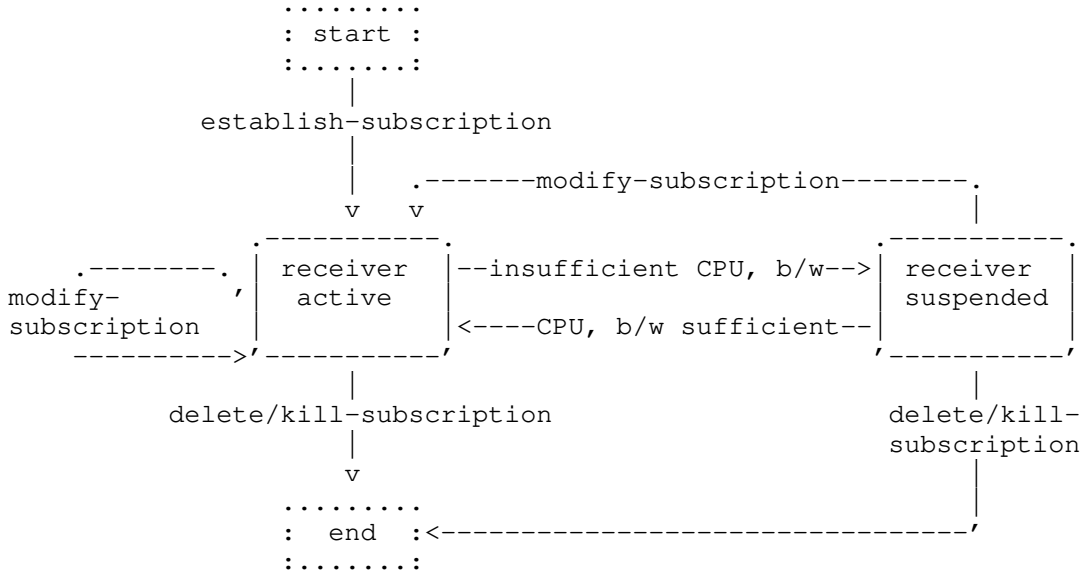 start
establish-subscription
modify-subscription
v v
receiver --insufficient CPU, b/w--> receiver
modify- active suspended
subscription <----CPU, b/w sufficient--
delete/kill-subscription delete/kill-
subscription
v
end